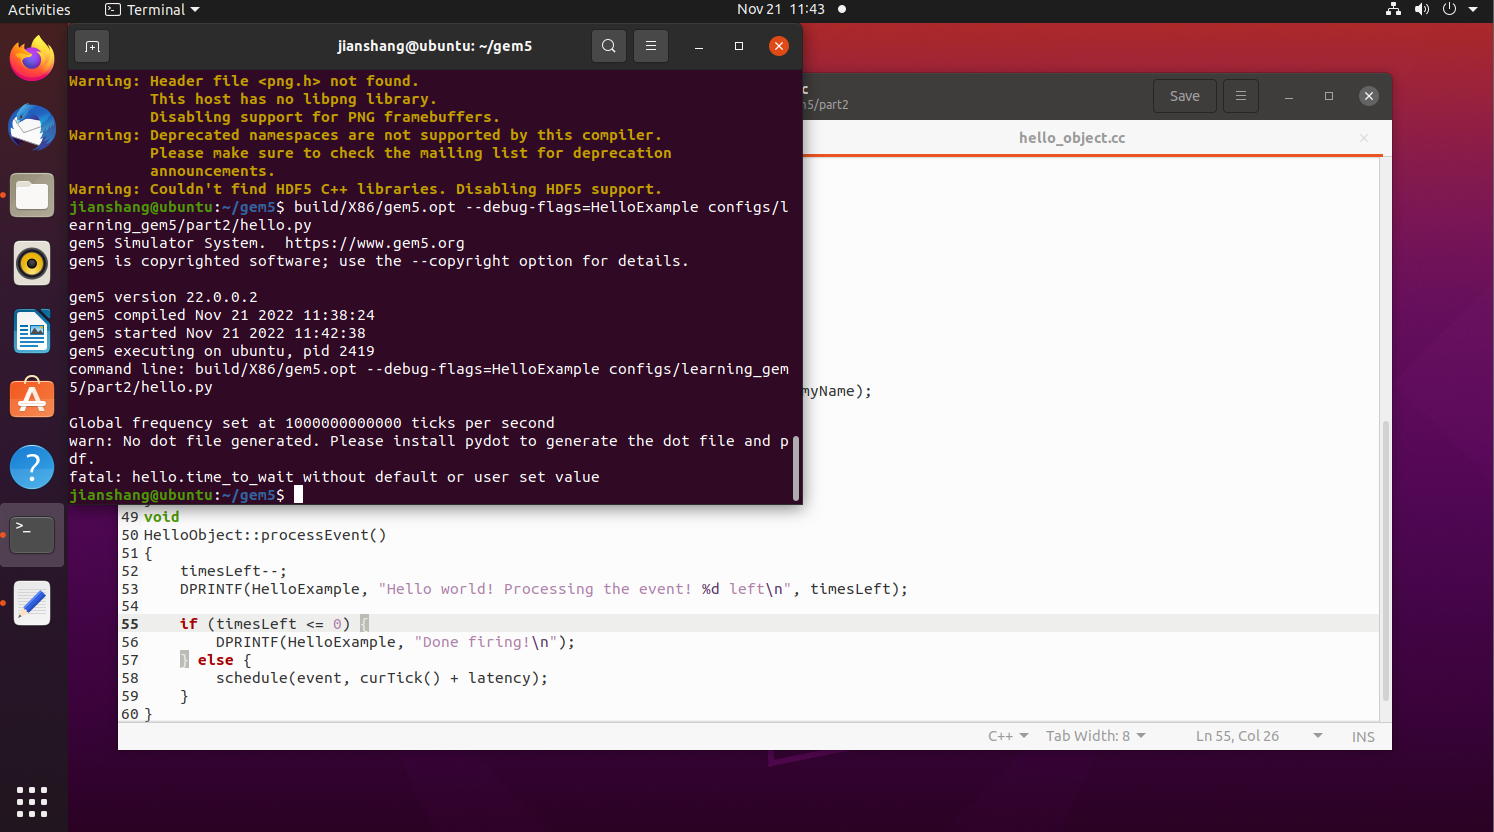 Activities
Terminal
Nov 21 11:43
jianshang@ubuntu: ~/gem5
Warning: Header file <png.h> not found.
This host has no libpng library.
Disabling support for PNG framebuffers.
Warning: Deprecated namespaces are not supported by this compiler.
Please make sure to check the mailing list for deprecation
announcements.
Warning: Couldn't find HDF5 C++ libraries. Disabling HDF5 support.
jianshang@ubuntu:~/gem5$ build/X86/gem5.opt --debug-flags=HelloExample configs/l
earning_gem5/part2/hello.py
gem5 Simulator System.  https://www.gem5.org
gem5 is copyrighted software; use the --copyright option for details.
gem5 version 22.0.0.2
gem5 compiled Nov 21 2022 11:38:24
gem5 started Nov 21 2022 11:42:38
gem5 executing on ubuntu, pid 2419
command line: build/X86/gem5.opt --debug-flags=HelloExample configs/learning_gem
5/part2/hello.py
Global frequency set at 1000000000000 ticks per second
warn: No dot file generated. Please install pydot to generate the dot file and p
df.
fatal: hello.time_to_wait without default or user set value
jianshang@ubuntu:~/gem5$
c
n5/part2
Save
hello_object.cc
myName);
49 void
50 HelloObject::processEvent()
51 {
52     timesLeft--;
53     DPRINTF(HelloExample, "Hello world! Processing the event! %d left\n", timesLeft);
54
55     if (timesLeft <= 0) {
56         DPRINTF(HelloExample, "Done firing!\n");
57     } else {
58         schedule(event, curTick() + latency);
59     }
60 }
C++
Tab Width: 8
Ln 55, Col 26
INS